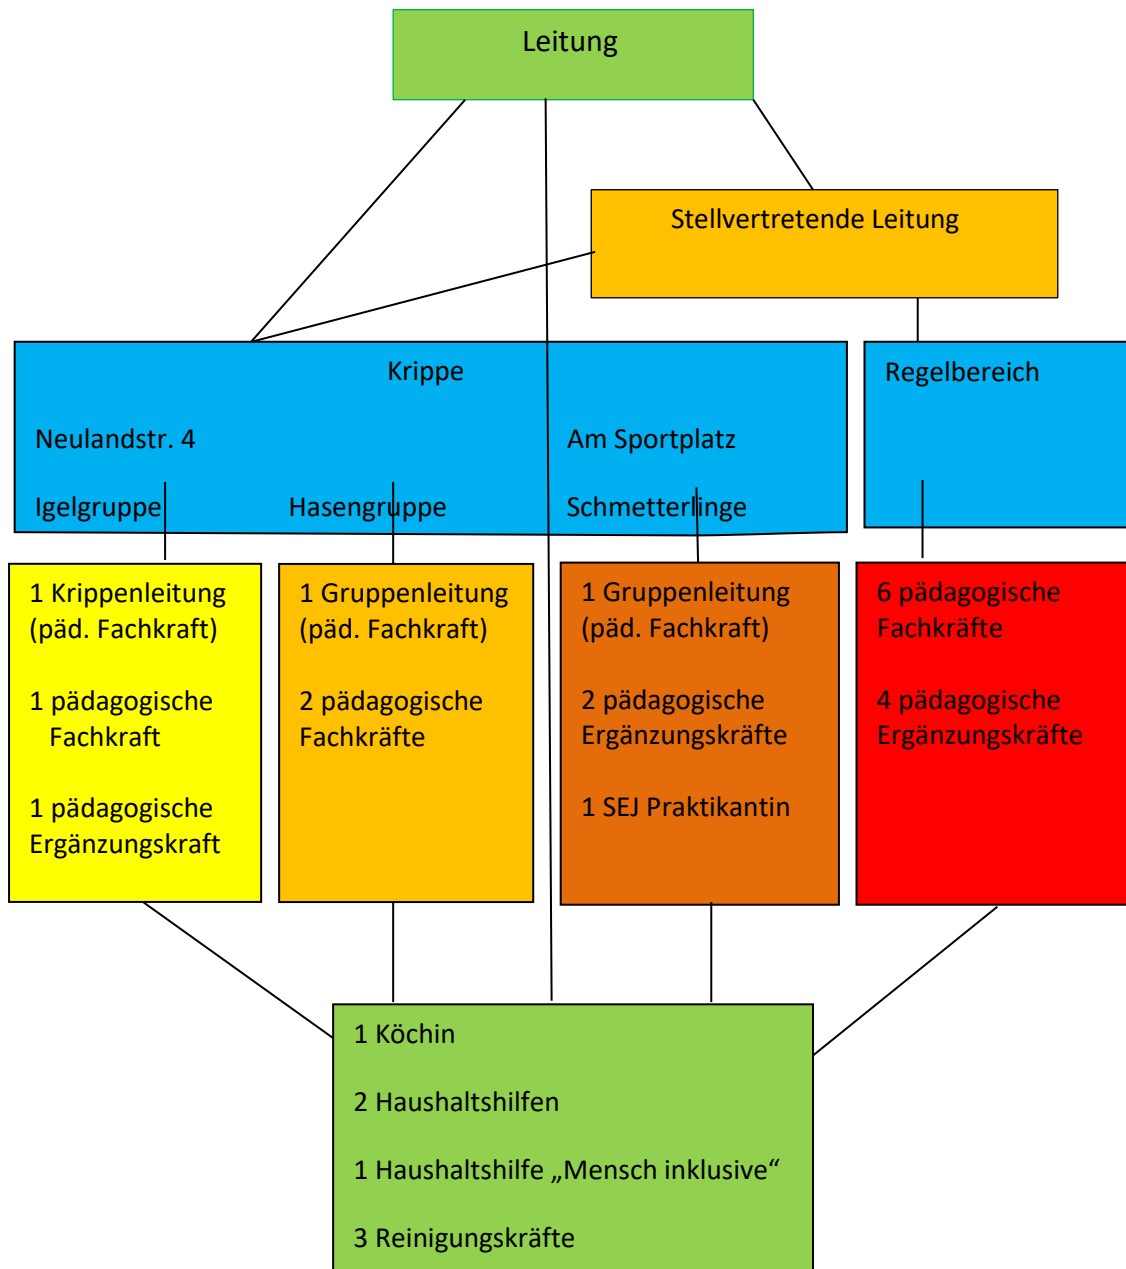 Leitung
Stellvertretende Leitung
Krippe
Neulandstr. 4
Am Sportplatz
Igelgruppe
Hasengruppe
Schmetterlinge
Regelbereich
1 Krippenleitung
(päd. Fachkraft)
1 pädagogische
Fachkraft
1 pädagogische
Ergänzungskraft
1 Gruppenleitung
(päd. Fachkraft)
2 pädagogische
Fachkräfte
1 Gruppenleitung
(päd. Fachkraft)
2 pädagogische
Ergänzungskräfte
1 SEJ Praktikantin
6 pädagogische
Fachkräfte
4 pädagogische
Ergänzungskräfte
1 Köchin
2 Haushaltshilfen
1 Haushaltshilfe „Mensch inklusive“
3 Reinigungskräfte